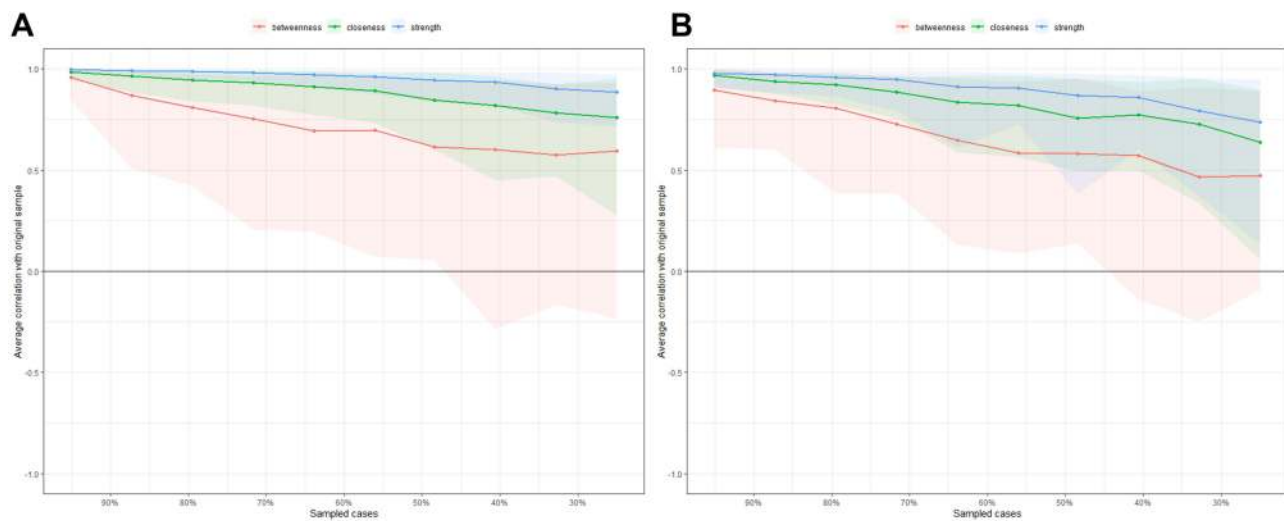 A
betweenness closeness strength
1.0
0.5
0.0
-0.5
-1.0
Average correlation with original sample
90% 80% 70% 60% 50% 40% 30%
Sampled cases
B
betweenness closeness strength
1.0
0.5
0.0
-0.5
-1.0
Average correlation with original sample
90% 80% 70% 60% 50% 40% 30%
Sampled cases